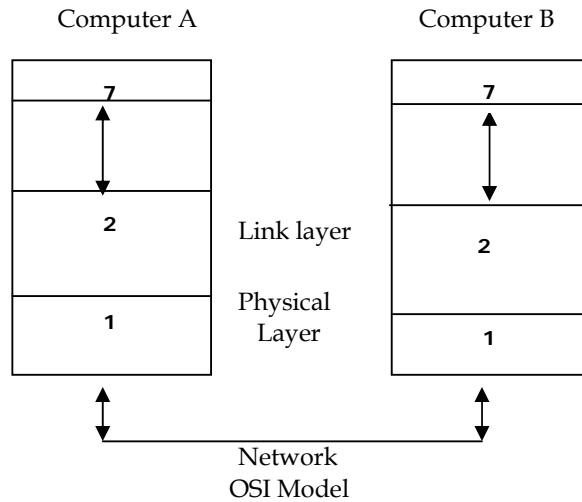 Computer A
Computer B
7
7
2
Link layer
2
Physical
Layer
1
1
Network
OSI Model